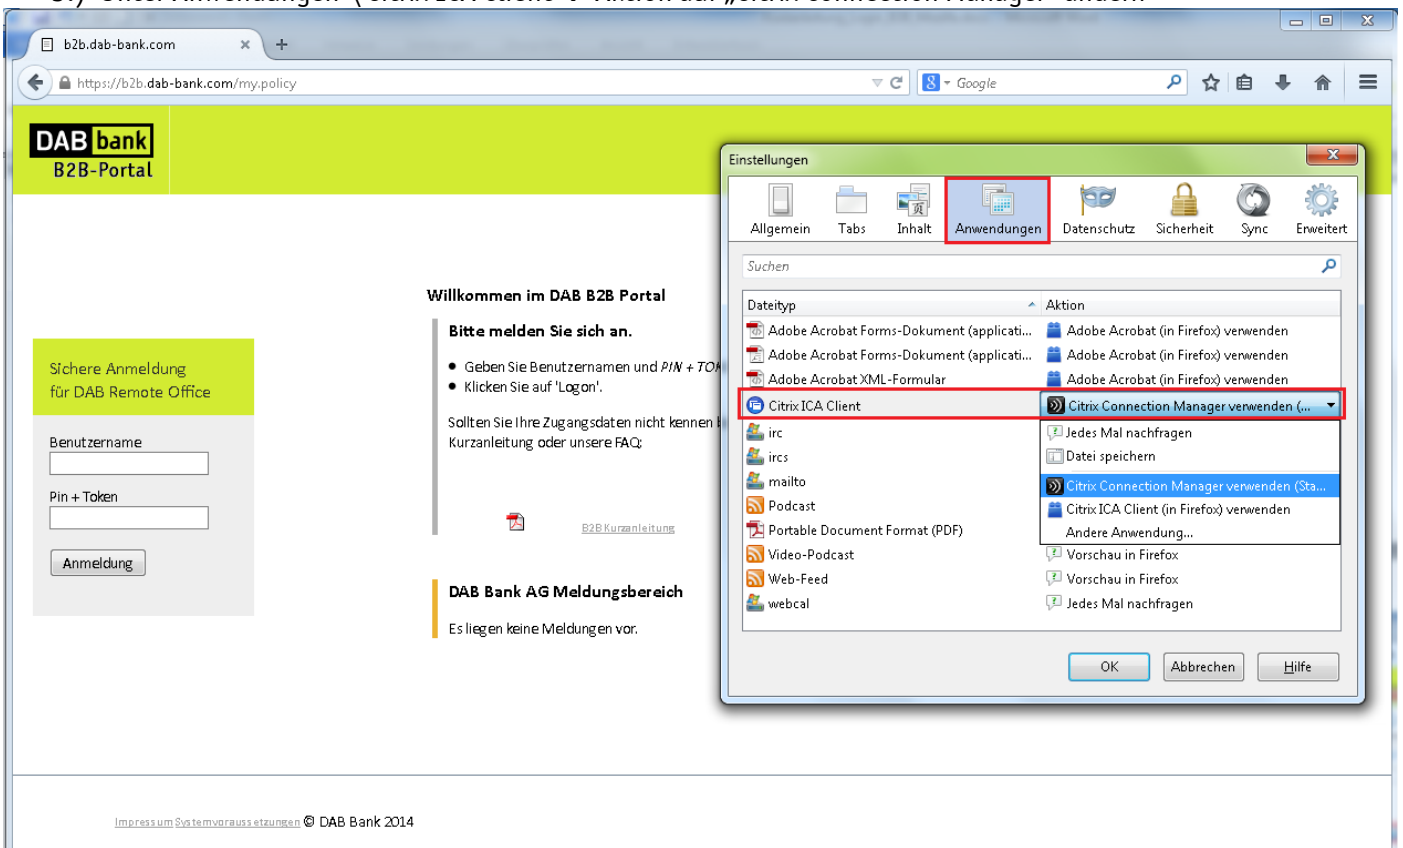 b2b.dab-bank.com
https://b2b.dab-bank.com/my.policy
Google
DAB bank
B2B-Portal
Einstellungen
Allgemein Tabs Inhalt Anwendungen Datenschutz Sicherheit Sync Erweitert
Suchen
Dateityp Aktion
Adobe Acrobat Forms-Dokument (applicati... Adobe Acrobat (in Firefox) verwenden
Adobe Acrobat Forms-Dokument (applicati... Adobe Acrobat (in Firefox) verwenden
Adobe Acrobat XML-Formular Adobe Acrobat (in Firefox) verwenden
Citrix ICA Client Citrix Connection Manager verwenden (...
irc Jedes Mal nachfragen
ircs Datei speichern
mailto Citrix Connection Manager verwenden (Sta...
Podcast Citrix ICA Client (in Firefox) verwenden
Portable Document Format (PDF) Andere Anwendung...
Video-Podcast Vorschau in Firefox
Web-Feed Vorschau in Firefox
webcal Jedes Mal nachfragen
OK Abbrechen Hilfe
Willkommen im DAB B2B Portal
Bitte melden Sie sich an.
Geben Sie Benutzernamen und PIN + TOK
Klicken Sie auf 'Logon'.
Sollten Sie Ihre Zugangsdaten nicht kennen
Kurzanleitung oder unsere FAQ:
B2B Kurzanleitung
DAB Bank AG Meldungsbereich
Es liegen keine Meldungen vor.
Sichere Anmeldung
für DAB Remote Office
Benutzername
Pin + Token
Anmeldung
Impressum Systemvoraussetzungen © DAB Bank 2014